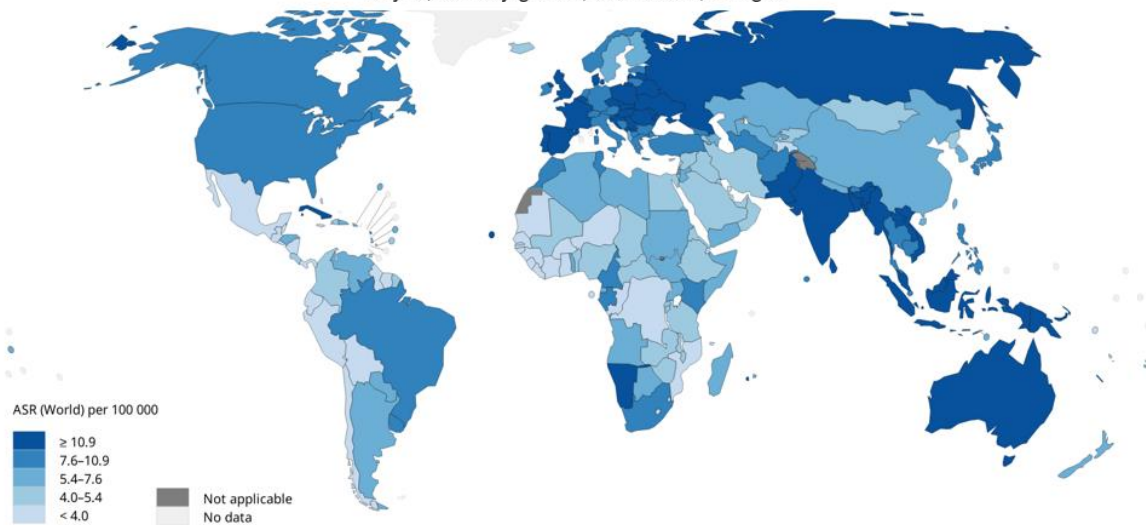 ASR (World) per 100 000
≥ 10.9
7.6–10.9
5.4–7.6
4.0–5.4
< 4.0
Not applicable
No data